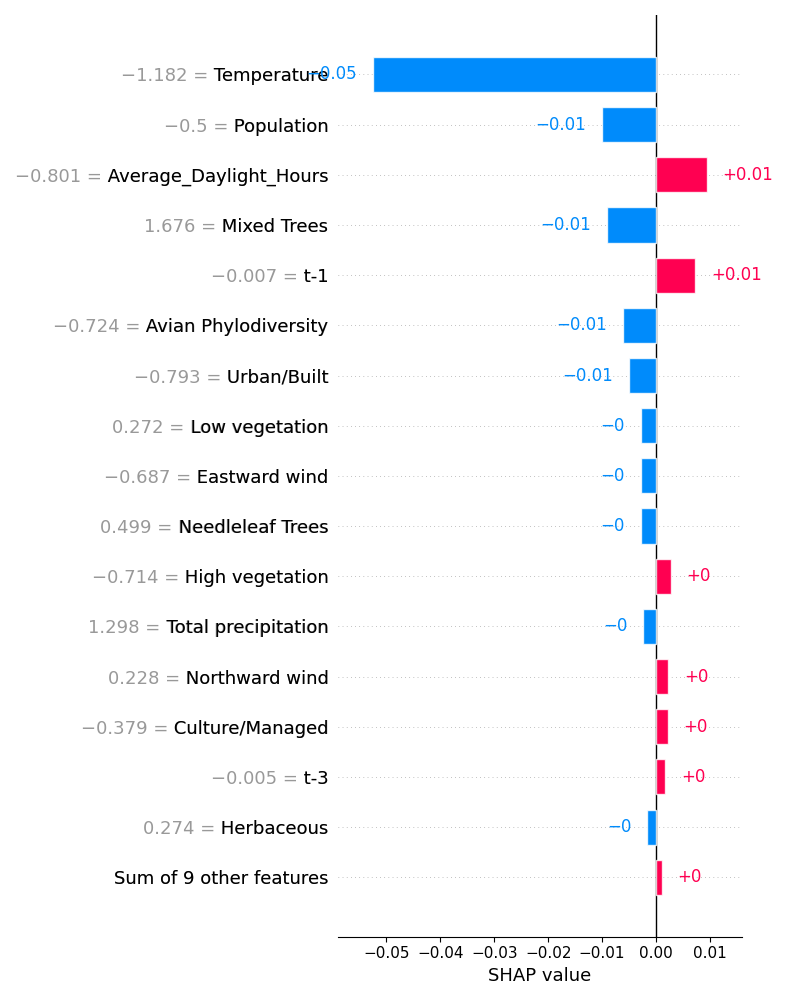 −1.182 = Temperature −0.05
−0.5 = Population −0.01
−0.801 = Average_Daylight_Hours +0.01
1.676 = Mixed Trees −0.01
−0.007 = t-1 +0.01
−0.724 = Avian Phylodiversity −0.01
−0.793 = Urban/Built −0.01
0.272 = Low vegetation −0
−0.687 = Eastward wind −0
0.499 = Needleleaf Trees −0
−0.714 = High vegetation +0
1.298 = Total precipitation −0
0.228 = Northward wind +0
−0.379 = Culture/Managed +0
−0.005 = t-3 +0
0.274 = Herbaceous −0
Sum of 9 other features +0
−0.05 −0.04 −0.03 −0.02 −0.01 0.00 0.01
SHAP value